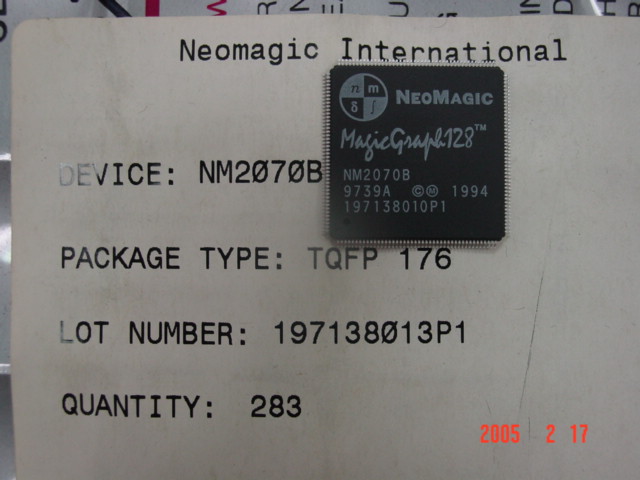 Neomagic International
n m
δ ∫
NEOMAGIC
MagicGraph128™
NM2070B
9739A ©Ⓜ 1994
197138010P1
DEVICE: NM2070B
PACKAGE TYPE: TQFP 176
LOT NUMBER: 197138013P1
QUANTITY: 283
2005 2 17